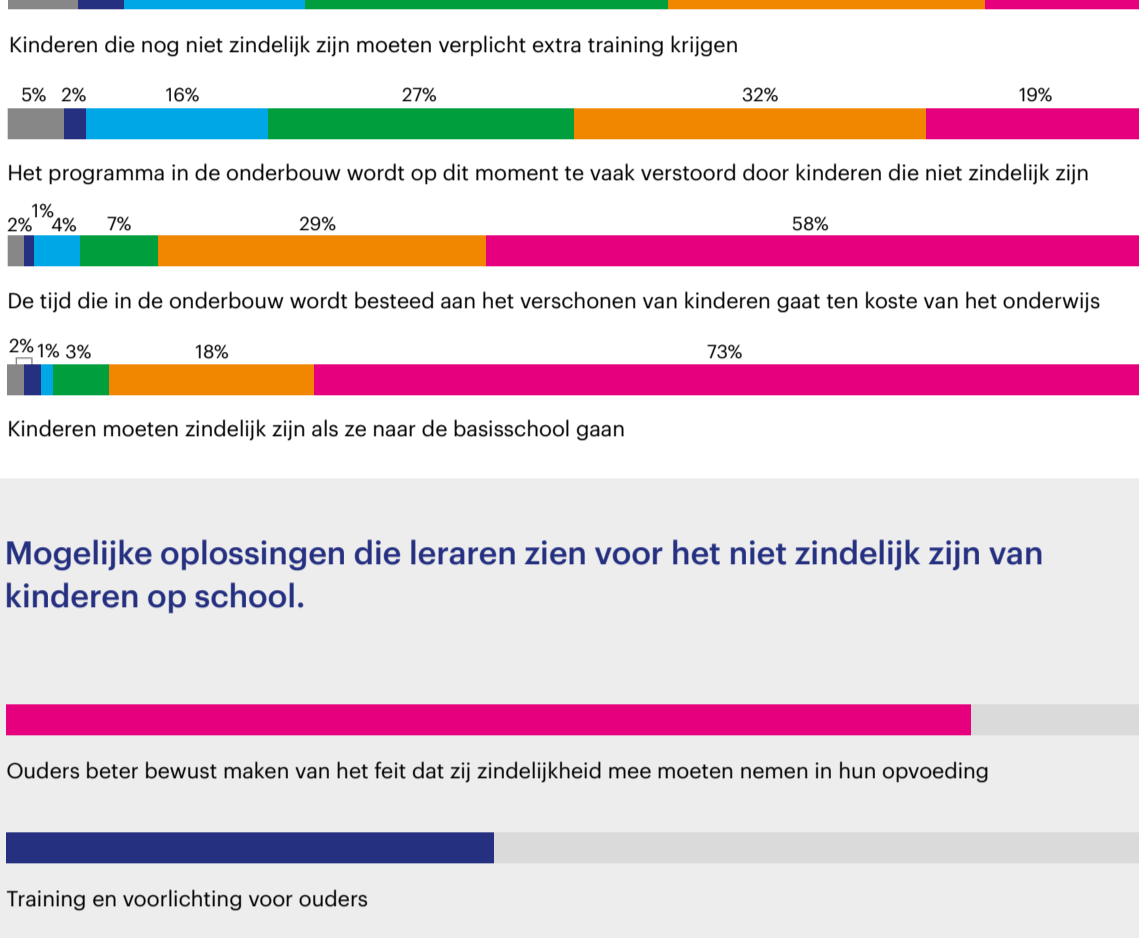 Kinderen die nog niet zindelijk zijn moeten verplicht extra training krijgen
5% 2% 16% 27% 32% 19%
Het programma in de onderbouw wordt op dit moment te vaak verstoord door kinderen die niet zindelijk zijn
2% 1% 4% 7% 29% 58%
De tijd die in de onderbouw wordt besteed aan het verschonen van kinderen gaat ten koste van het onderwijs
2% 1% 3% 18% 73%
Kinderen moeten zindelijk zijn als ze naar de basisschool gaan
Mogelijke oplossingen die leraren zien voor het niet zindelijk zijn van
kinderen op school.
Ouders beter bewust maken van het feit dat zij zindelijkheid mee moeten nemen in hun opvoeding
Training en voorlichting voor ouders